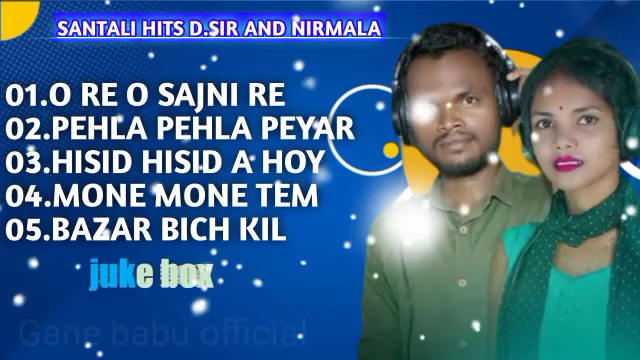 SANTALI HITS D.SIR AND NIRMALA
01.O RE O SAJNI RE
02.PEHLA PEHLA PEYAR
03.HISID HISID A HOY
04.MONE MONE TEM
05.BAZAR BICH KIL
juke box
Gane babu official